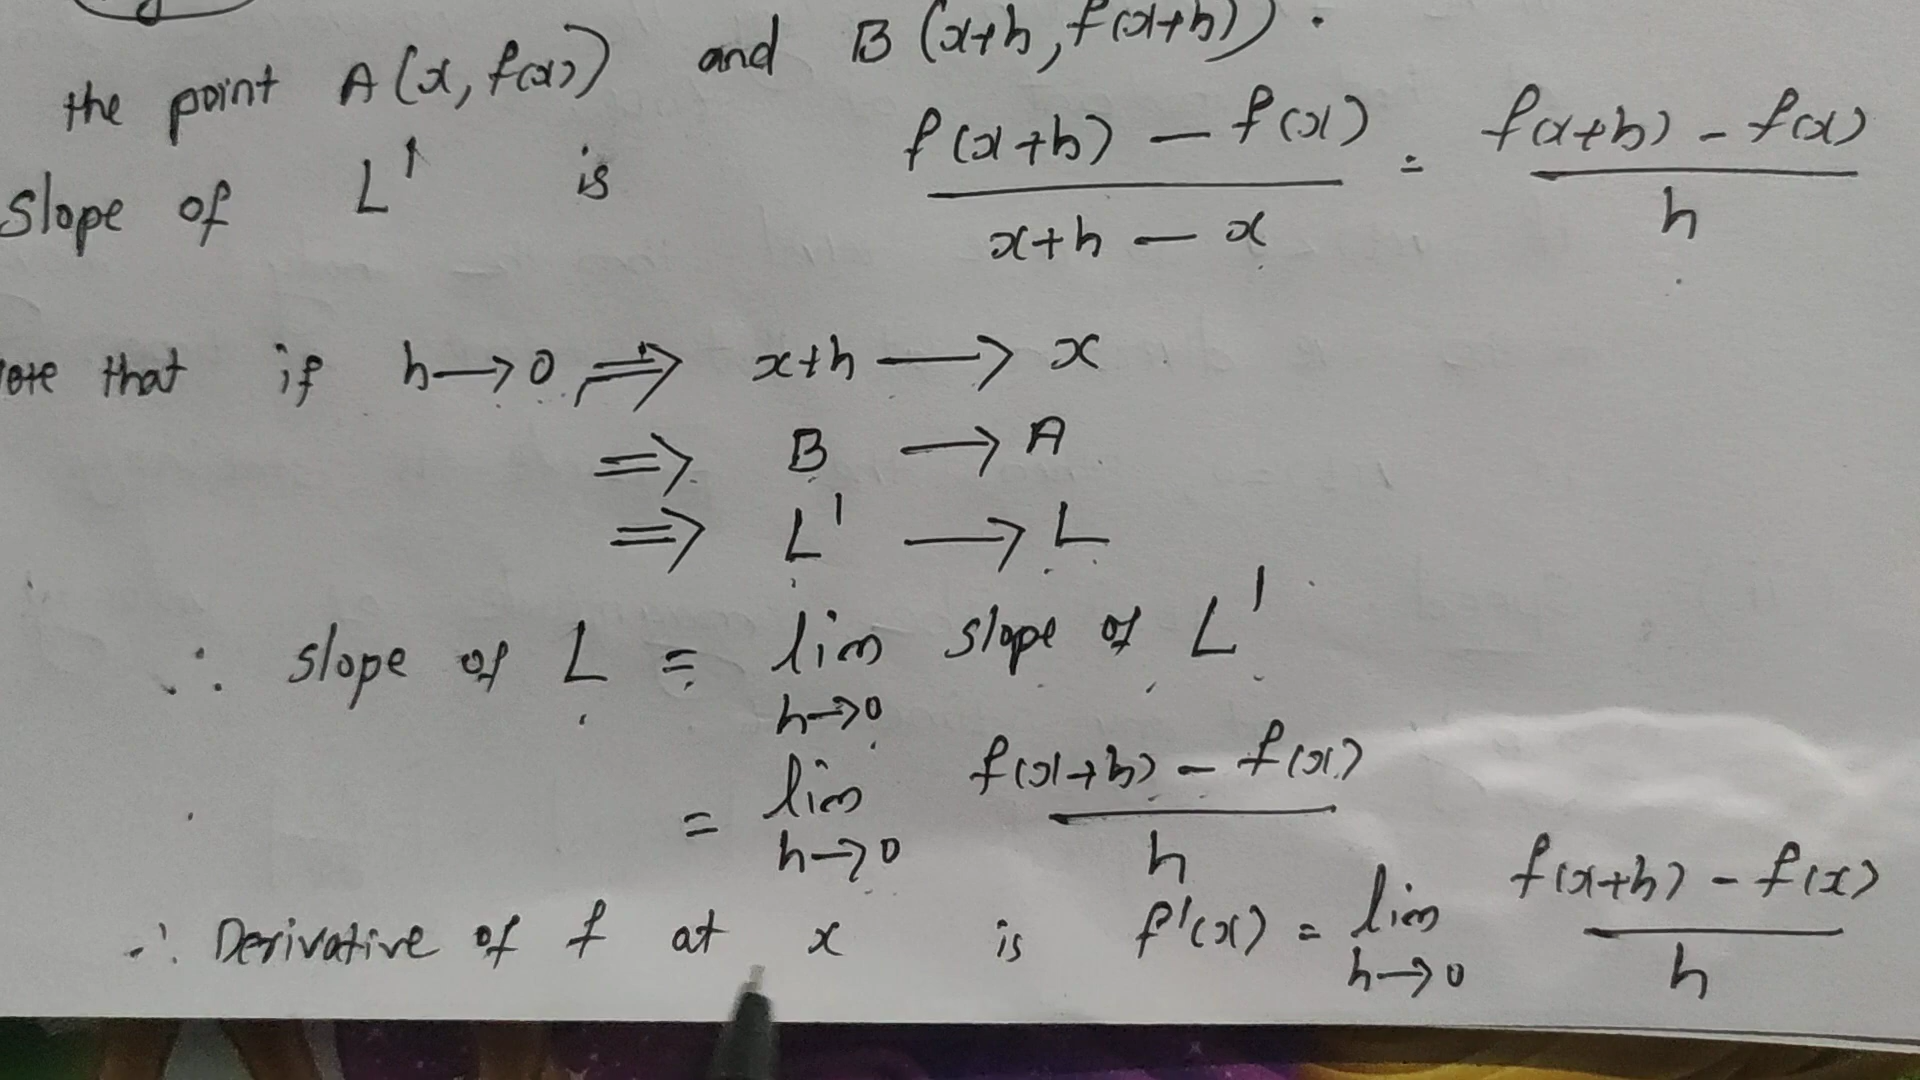 the point A(x, f(x)) and B (x+h, f(x+h)).
Slope of L' is f(x+h) - f(x) / x+h - x = f(x+h) - f(x) / h
that if h→0 ⇒ x+h → x
⇒ B → A
⇒ L' → L
∴ slope of L = lim h→0 slope of L'
= lim h→0 f(x+h) - f(x) / h
∴ Derivative of f at x is f'(x) = lim h→0 f(x+h) - f(x) / h